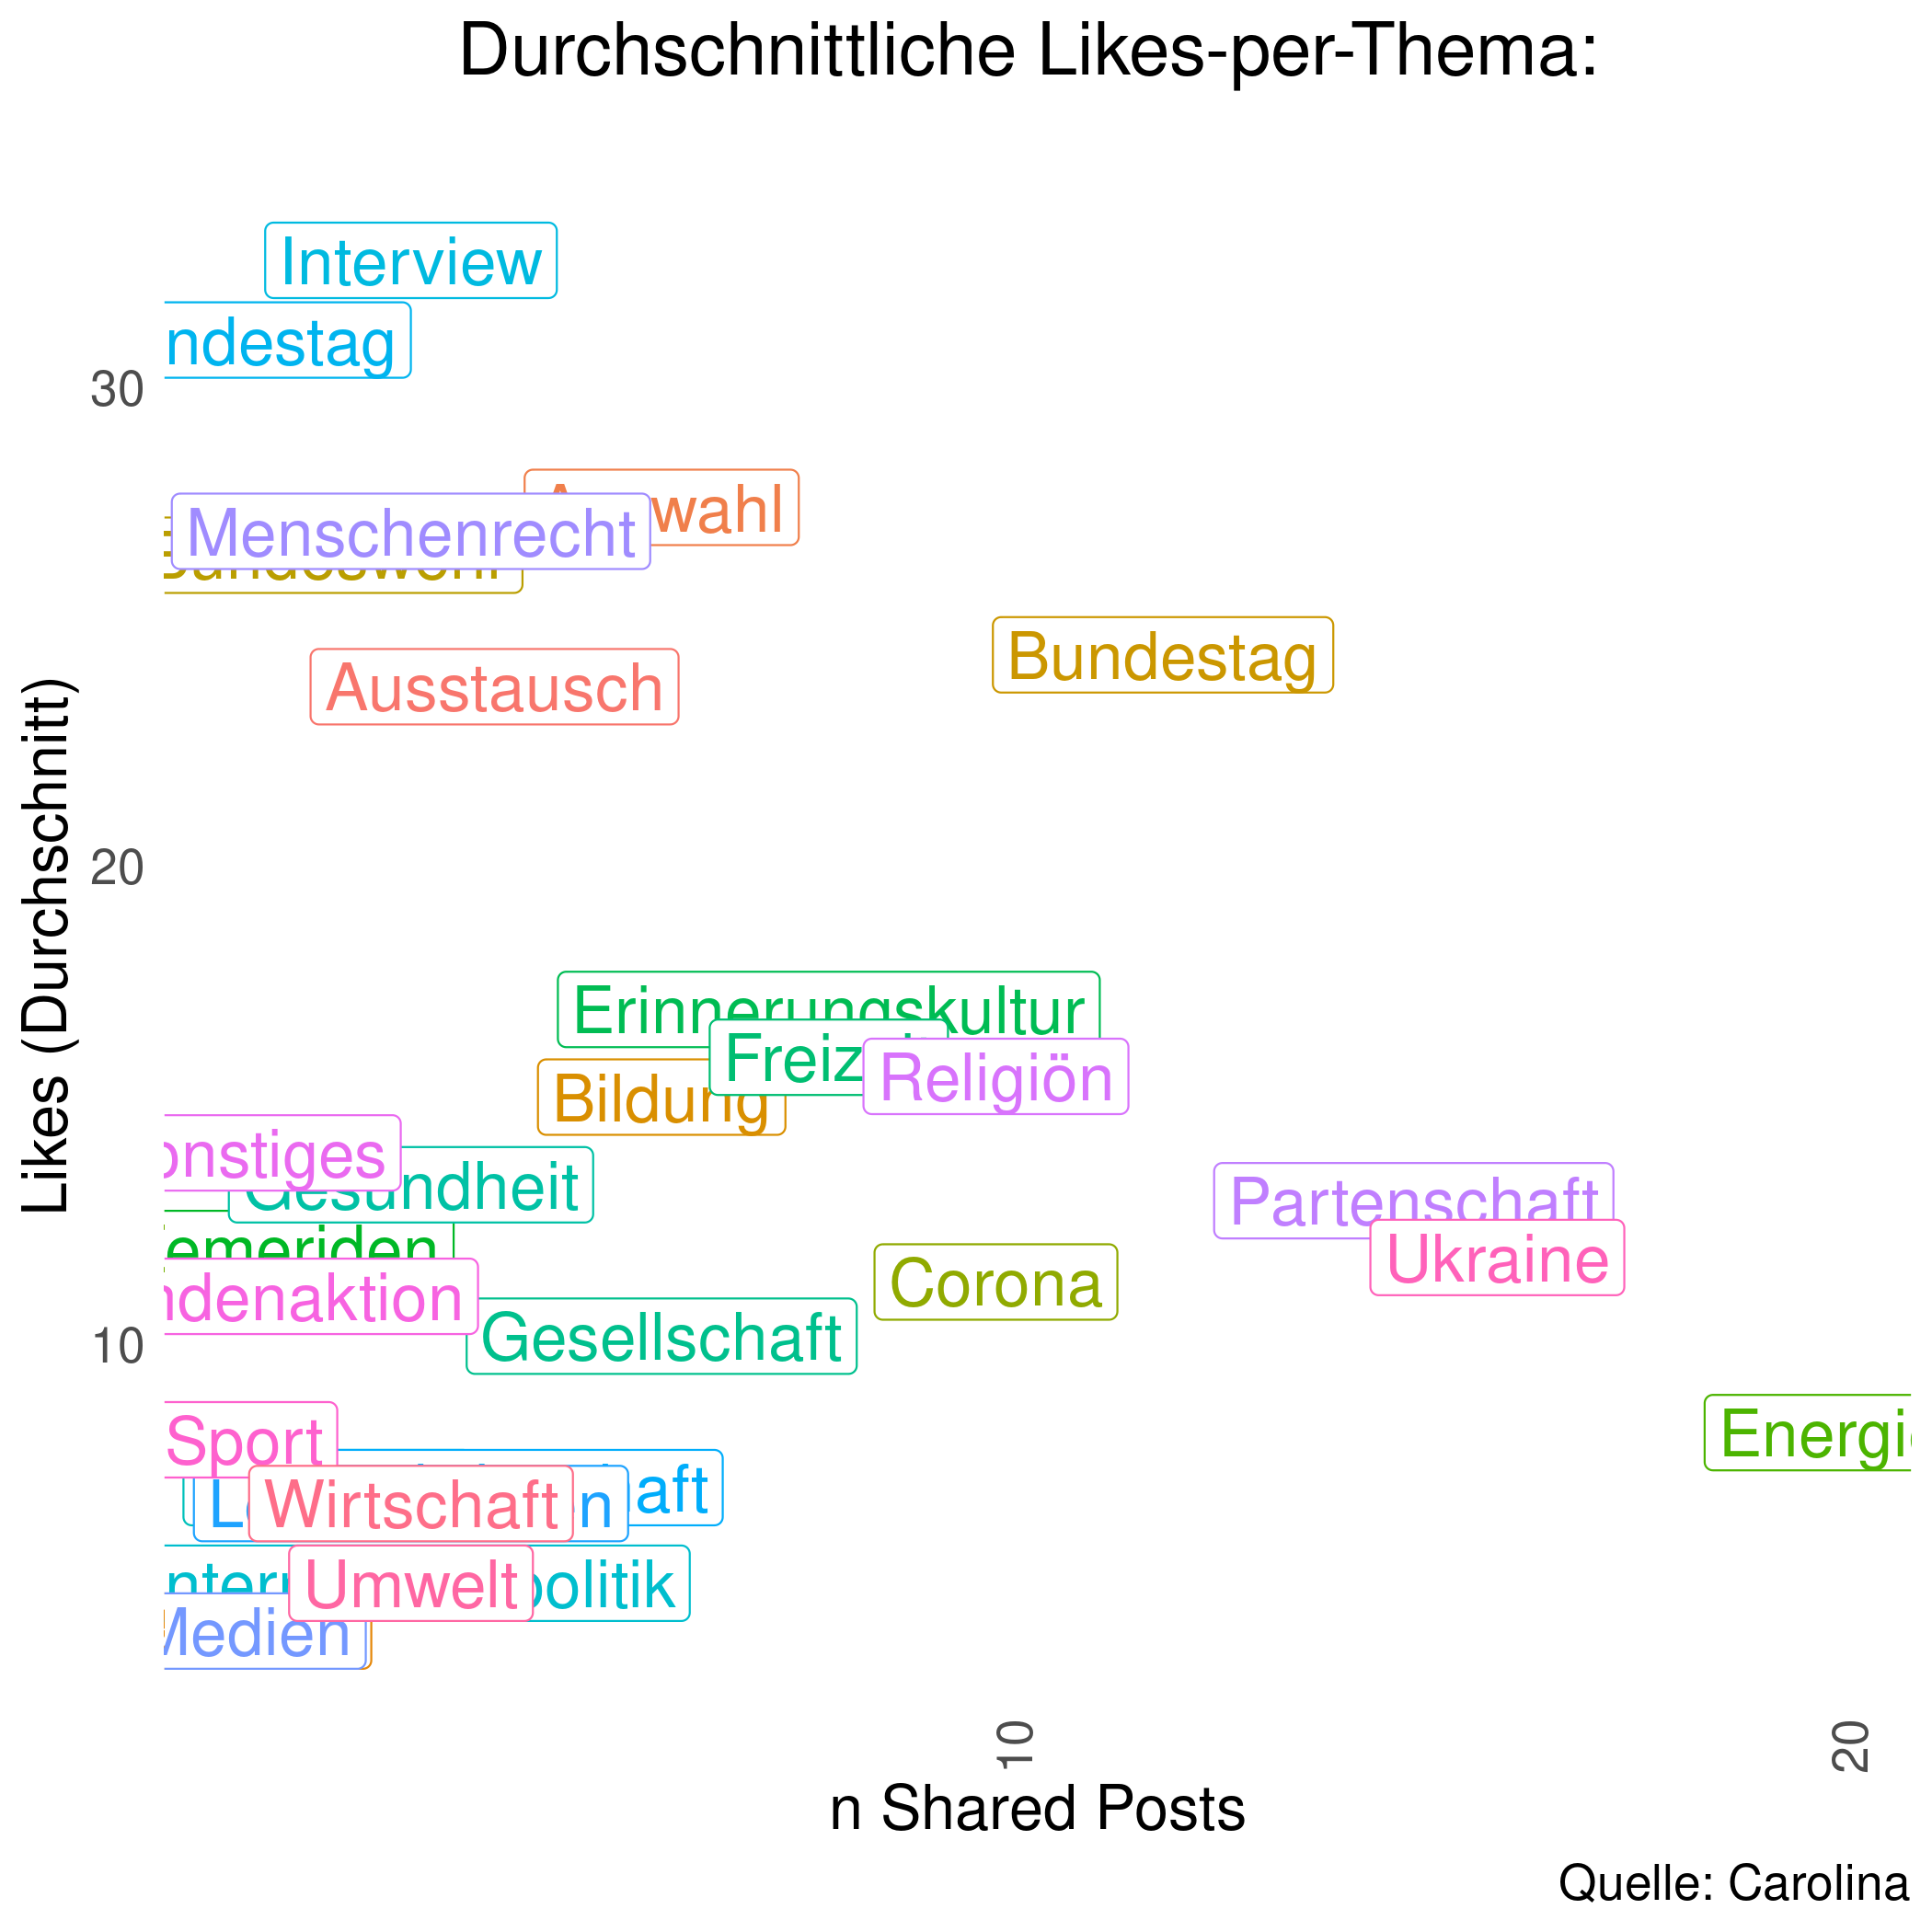 Durchschnittliche Likes-per-Thema:
Interview
ndestag
30
wahl
Menschenrecht
Bundestag
Ausstausch
Likes (Durchschnitt)
20
Erinnerungskultur
Freiz
Religiön
Bildung
onstiges
Gesundheit
Partenschaft
emeriden
Ukraine
Corona
ndenaktion
Gesellschaft
10
Energi
Sport
aft
Wirtschaft
n
Umwelt
politik
Medien
10
20
n Shared Posts
Quelle: Carolina